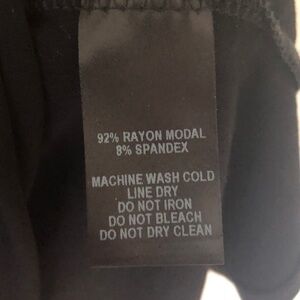 92% RAYON MODAL
8% SPANDEX
MACHINE WASH COLD
LINE DRY
DO NOT IRON
DO NOT BLEACH
DO NOT DRY CLEAN